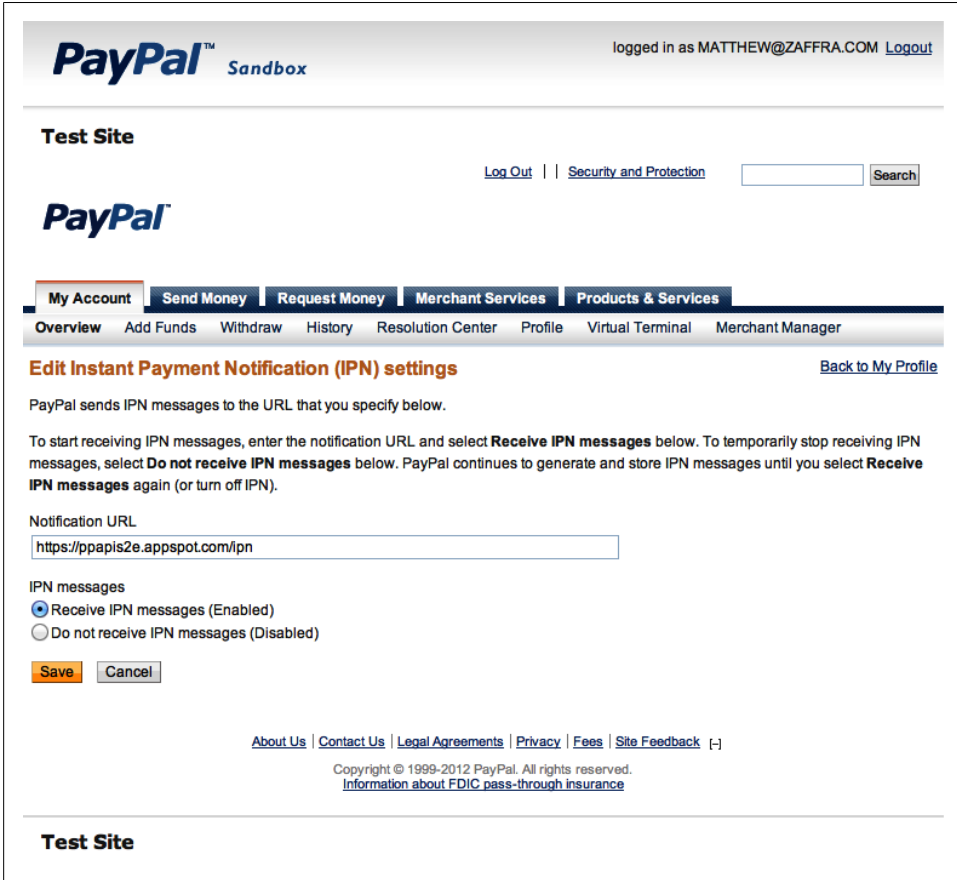 PayPal™ Sandbox
logged in as MATTHEW@ZAFFRA.COM Logout
Test Site
Log Out | | Security and Protection
Search
PayPal™
My Account Send Money Request Money Merchant Services Products & Services
Overview Add Funds Withdraw History Resolution Center Profile Virtual Terminal Merchant Manager
Edit Instant Payment Notification (IPN) settings
Back to My Profile
PayPal sends IPN messages to the URL that you specify below.
To start receiving IPN messages, enter the notification URL and select Receive IPN messages below. To temporarily stop receiving IPN
messages, select Do not receive IPN messages below. PayPal continues to generate and store IPN messages until you select Receive
IPN messages again (or turn off IPN).
Notification URL
https://ppapis2e.appspot.com/ipn
IPN messages
Receive IPN messages (Enabled)
Do not receive IPN messages (Disabled)
Save Cancel
About Us | Contact Us | Legal Agreements | Privacy | Fees | Site Feedback [–]
Copyright © 1999-2012 PayPal. All rights reserved.
Information about FDIC pass-through insurance
Test Site